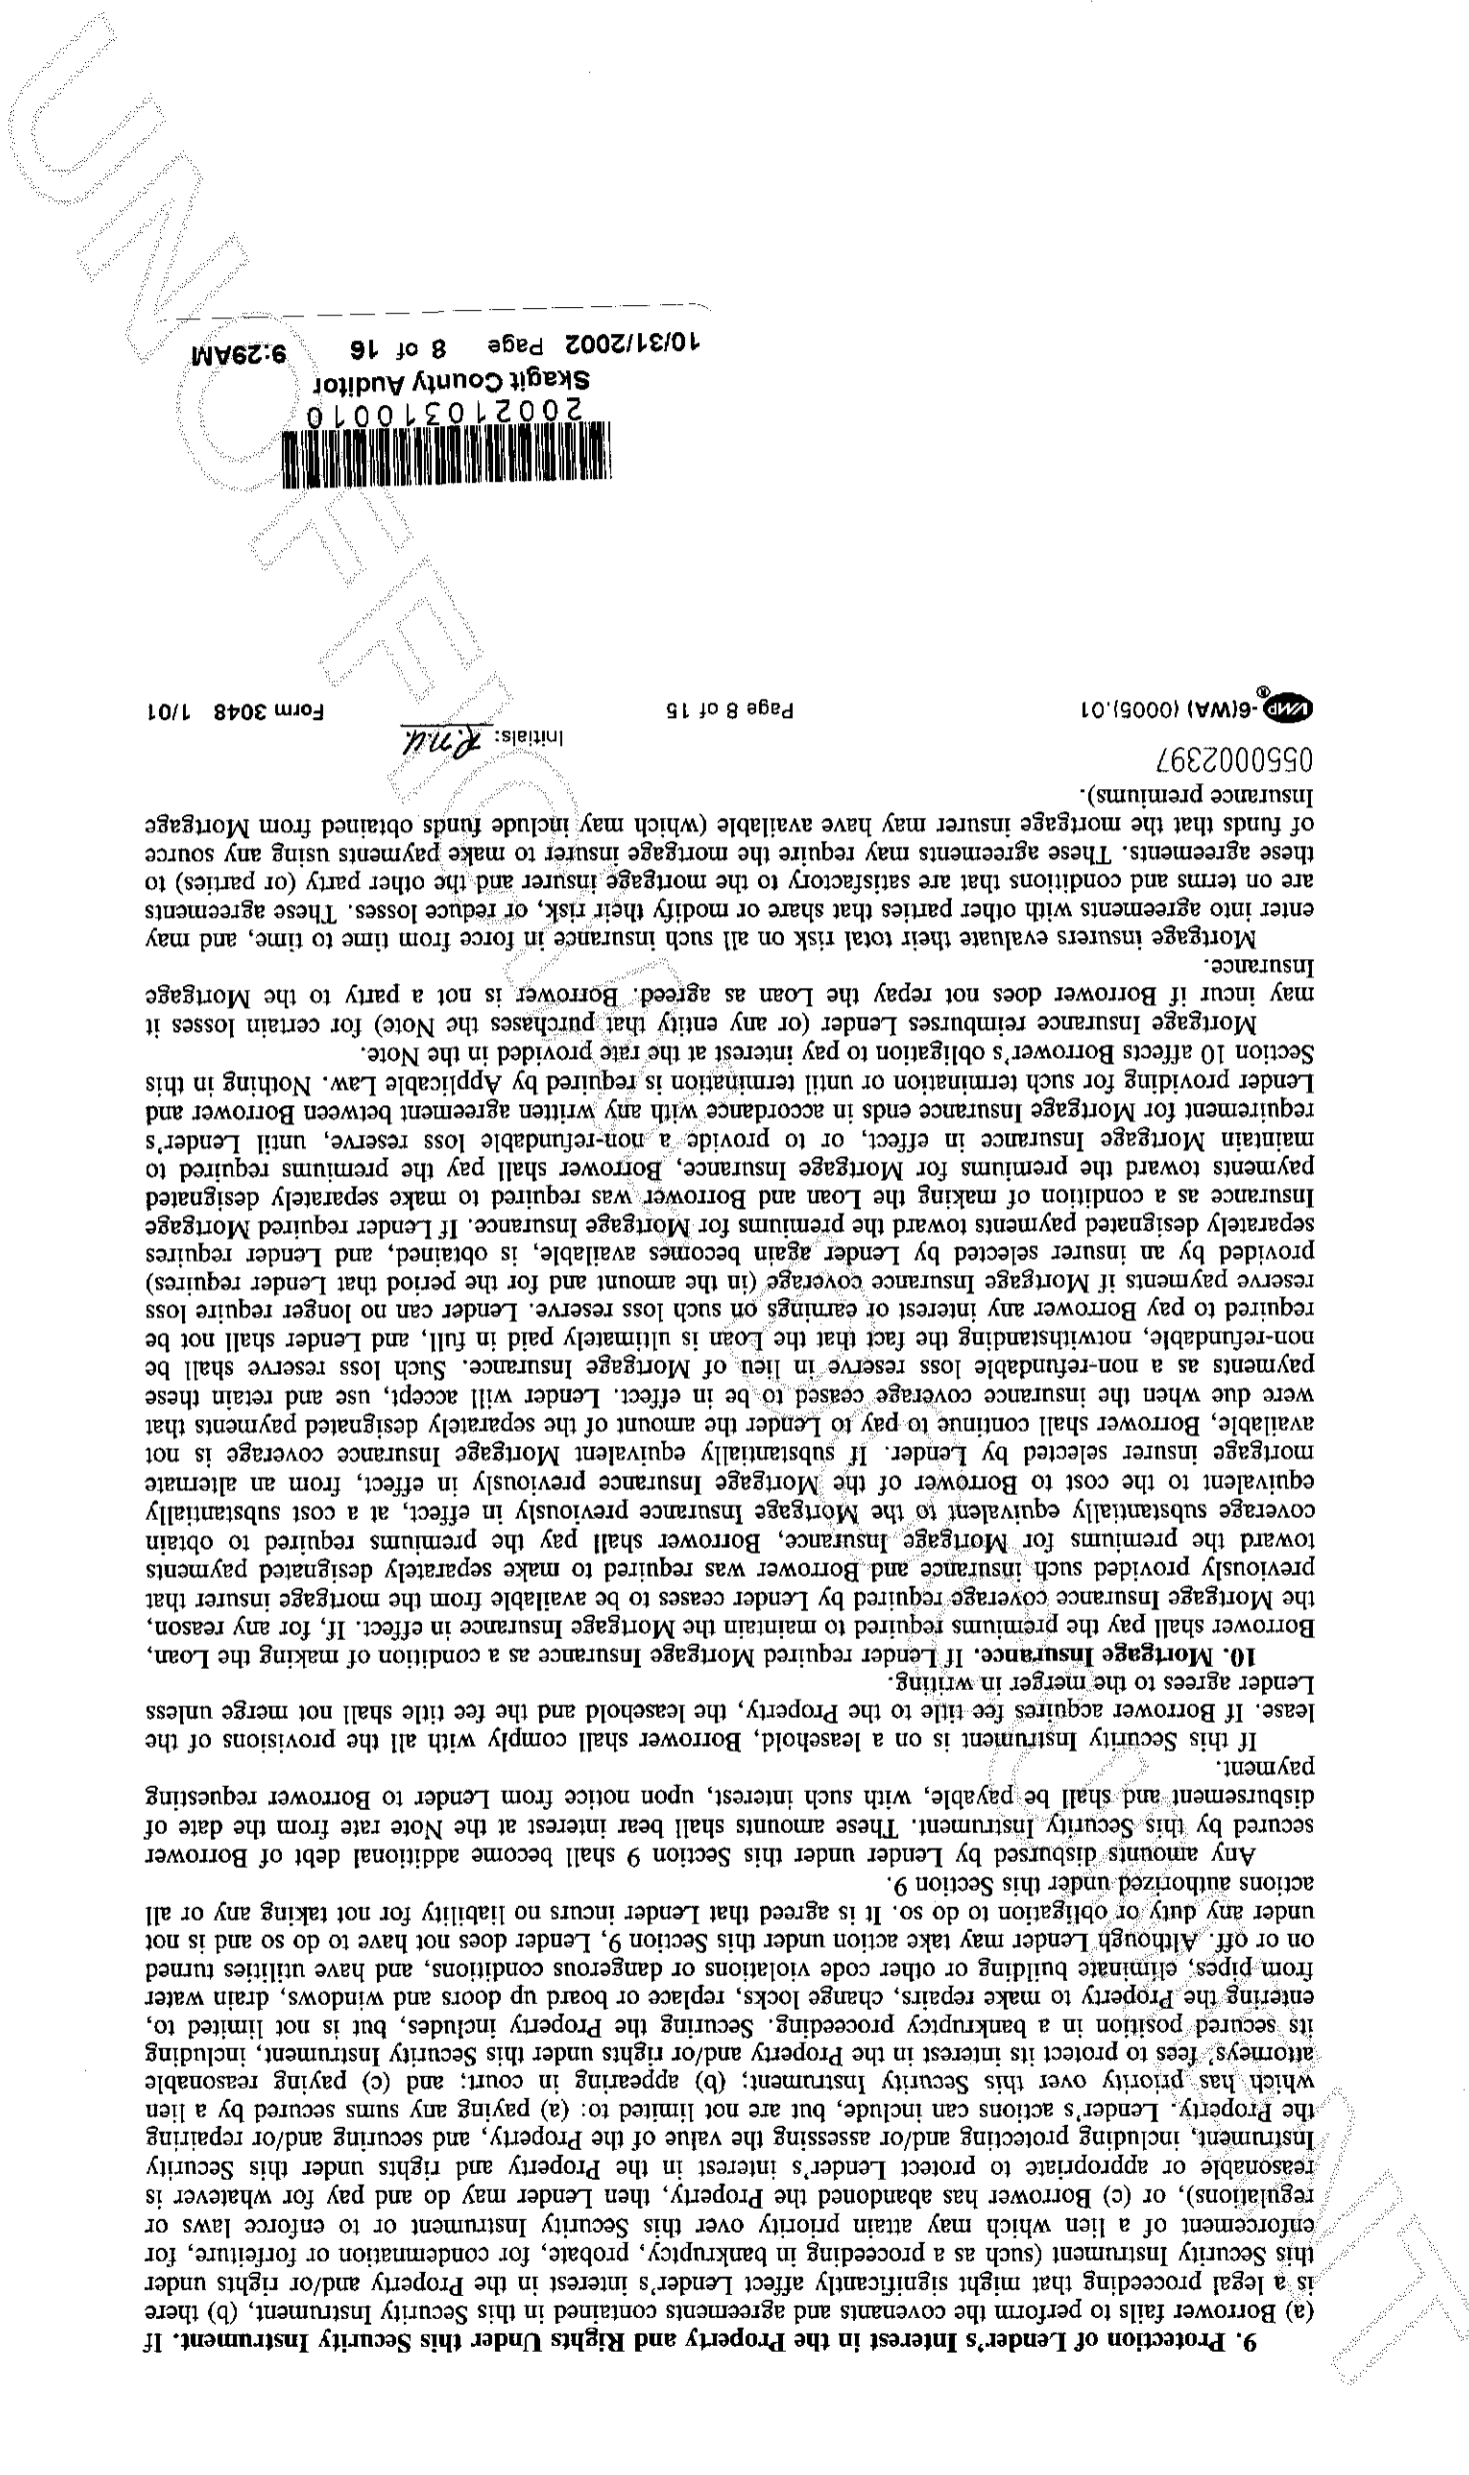 9. Protection of Lender's Interest in the Property and Rights Under this Security Instrument. If
(a) Borrower fails to perform the covenants and agreements contained in this Security Instrument, (b) there
is a legal proceeding that might significantly affect Lender's interest in the Property and/or rights under
this Security Instrument (such as a proceeding in bankruptcy, probate, for condemnation or forfeiture, for
enforcement of a lien which may attain priority over this Security Instrument or to enforce laws or
regulations), or (c) Borrower has abandoned the Property, then Lender may do and pay for whatever is
reasonable or appropriate to protect Lender's interest in the Property and rights under this Security
Instrument, including protecting and/or assessing the value of the Property, and securing and/or repairing
the Property. Lender's actions can include, but are not limited to: (a) paying any sums secured by a lien
which has priority over this Security Instrument; (b) appearing in court; and (c) paying reasonable
attorneys' fees to protect its interest in the Property and/or rights under this Security Instrument, including
its secured position in a bankruptcy proceeding. Securing the Property includes, but is not limited to,
entering the Property to make repairs, change locks, replace or board up doors and windows, drain water
from pipes, eliminate building or other code violations or dangerous conditions, and have utilities turned
on or off. Although Lender may take action under this Section 9, Lender does not have to do so and is not
under any duty or obligation to do so. It is agreed that Lender incurs no liability for not taking any or all
actions authorized under this Section 9.
Any amounts disbursed by Lender under this Section 9 shall become additional debt of Borrower
secured by this Security Instrument. These amounts shall bear interest at the Note rate from the date of
disbursement and shall be payable, with such interest, upon notice from Lender to Borrower requesting
payment.
If this Security Instrument is on a leasehold, Borrower shall comply with all the provisions of the
lease. If Borrower acquires fee title to the Property, the leasehold and the fee title shall not merge unless
Lender agrees to the merger in writing.
10. Mortgage Insurance. If Lender required Mortgage Insurance as a condition of making the Loan,
Borrower shall pay the premiums required to maintain the Mortgage Insurance in effect. If, for any reason,
the Mortgage Insurance coverage required by Lender ceases to be available from the mortgage insurer that
previously provided such insurance and Borrower was required to make separately designated payments
toward the premiums for Mortgage Insurance, Borrower shall pay the premiums required to obtain
coverage substantially equivalent to the Mortgage Insurance previously in effect, at a cost substantially
equivalent to the cost to Borrower of the Mortgage Insurance previously in effect, from an alternate
mortgage insurer selected by Lender. If substantially equivalent Mortgage Insurance coverage is not
available, Borrower shall continue to pay to Lender the amount of the separately designated payments that
were due when the insurance coverage ceased to be in effect. Lender will accept, use and retain these
payments as a non-refundable loss reserve in lieu of Mortgage Insurance. Such loss reserve shall be
non-refundable, notwithstanding the fact that the Loan is ultimately paid in full, and Lender shall not be
required to pay Borrower any interest or earnings on such loss reserve. Lender can no longer require loss
reserve payments if Mortgage Insurance coverage (in the amount and for the period that Lender requires)
provided by an insurer selected by Lender again becomes available, is obtained, and Lender requires
separately designated payments toward the premiums for Mortgage Insurance. If Lender required Mortgage
Insurance as a condition of making the Loan and Borrower was required to make separately designated
payments toward the premiums for Mortgage Insurance, Borrower shall pay the premiums required to
maintain Mortgage Insurance in effect, or to provide a non-refundable loss reserve, until Lender's
requirement for Mortgage Insurance ends in accordance with any written agreement between Borrower and
Lender providing for such termination or until termination is required by Applicable Law. Nothing in this
Section 10 affects Borrower's obligation to pay interest at the rate provided in the Note.
Mortgage Insurance reimburses Lender (or any entity that purchases the Note) for certain losses it
may incur if Borrower does not repay the Loan as agreed. Borrower is not a party to the Mortgage
Insurance.
Mortgage insurers evaluate their total risk on all such insurance in force from time to time, and may
enter into agreements with other parties that share or modify their risk, or reduce losses. These agreements
are on terms and conditions that are satisfactory to the mortgage insurer and the other party (or parties) to
these agreements. These agreements may require the mortgage insurer to make payments using any source
of funds that the mortgage insurer may have available (which may include funds obtained from Mortgage
Insurance premiums).
0550002397
Initials: R.m.u.
VMP ®-6(WA) (0005).01 Page 8 of 15 Form 3048 1/01
200210310010
Skagit County Auditor
10/31/2002 Page 8 of 16 9:29AM
UNOFFICIAL DOCUMENT